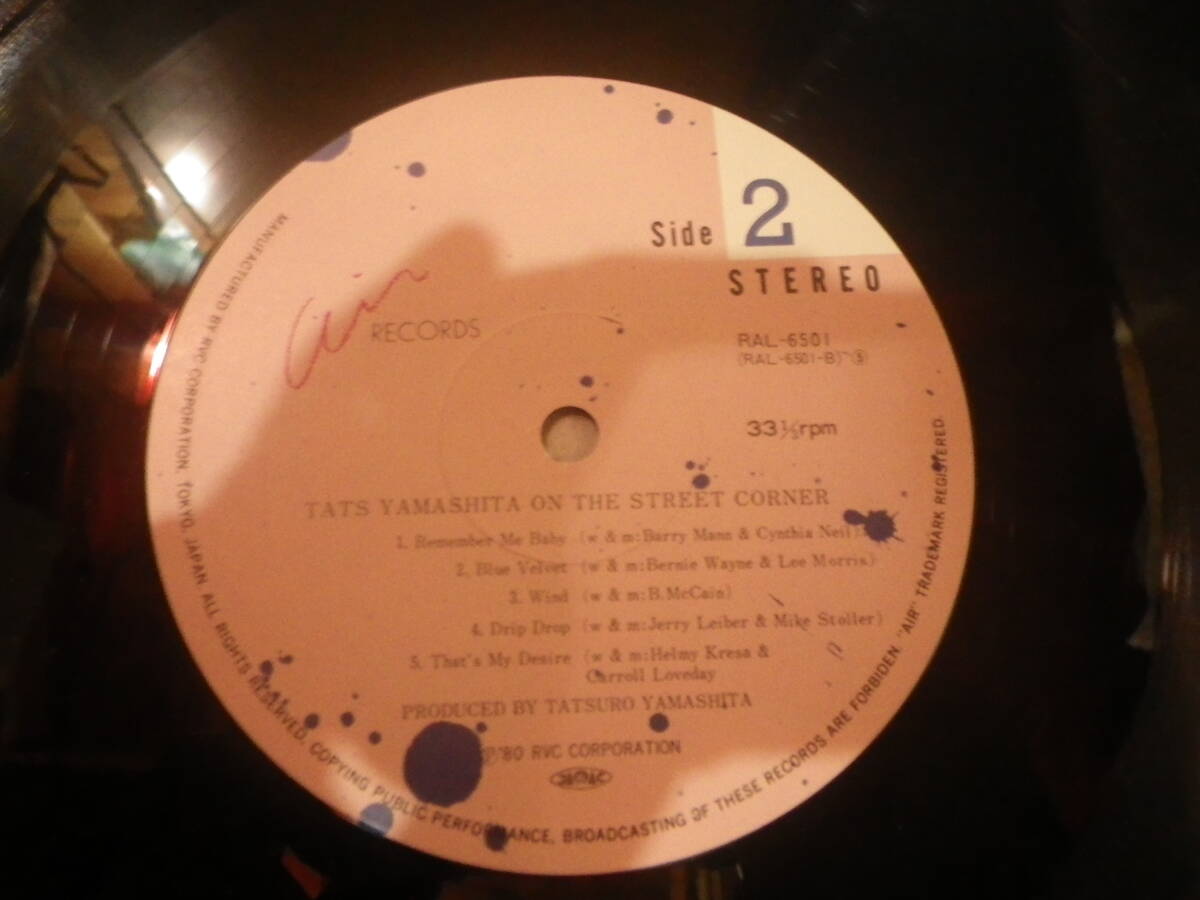 Side 2
STEREO
Air RECORDS
RAL-6501
(RAL-6501-B) Ⓢ
33⅓rpm
TATS YAMASHITA ON THE STREET CORNER
1. Remember Me Baby (w & m:Barry Mann & Cynthia Neil)
2. Blue Velvet (w & m:Bernie Wayne & Lee Morris)
3. Wind (w & m:B.McCain)
4. Drip Drop (w & m:Jerry Leiber & Mike Stoller)
5. That's My Desire (w & m:Helmy Kresa &
Carroll Loveday
PRODUCED BY TATSURO YAMASHITA
Ⓟ'80 RVC CORPORATION
JASRAC
MANUFACTURED BY RVC CORPORATION, TOKYO, JAPAN ALL RIGHTS RESERVED. COPYING PUBLIC PERFORMANCE, BROADCASTING OF THESE RECORDS ARE FORBIDDEN. "AIR" TRADEMARK REGISTERED.